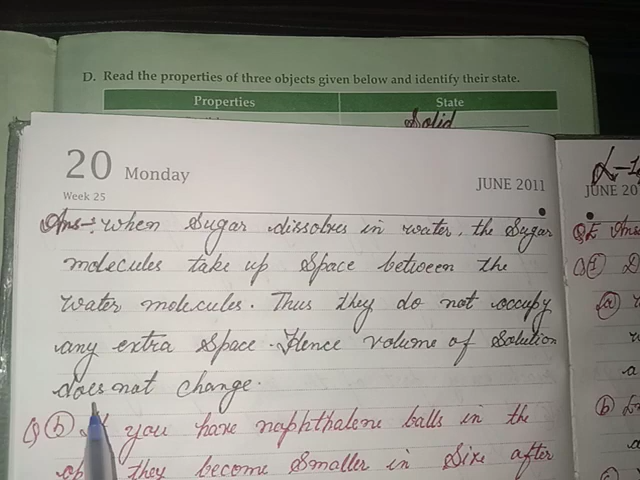 D. Read the properties of three objects given below and identify their state.
Properties State
Solid
20 Monday
Week 25
JUNE 2011
Ans-: When Sugar dissolves in water, the Sugar
molecules take up Space between the
water molecules. Thus they do not occupy
any extra Space. Hence volume of Solution
does not change.
Q (b) you have naphthalene balls in the
they become Smaller in Size after
L-1
JUNE 20
Q E Ans
Q (I)
(a)
a
(b)